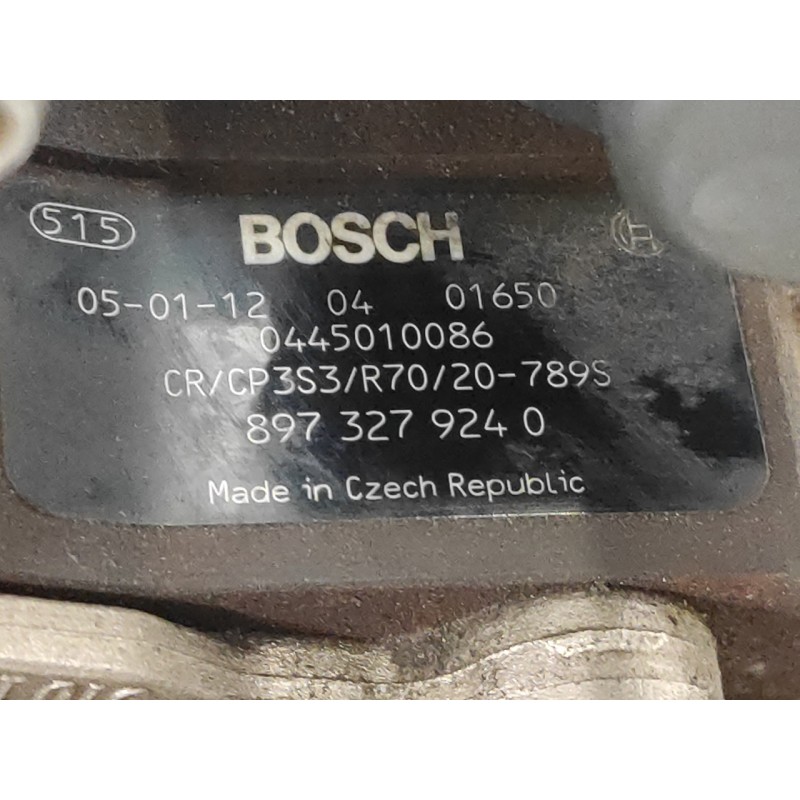 515 BOSCH
05-01-12 04 01650
0445010086
CR/CP3S3/R70/20-789S
897 327 924 0
Made in Czech Republic